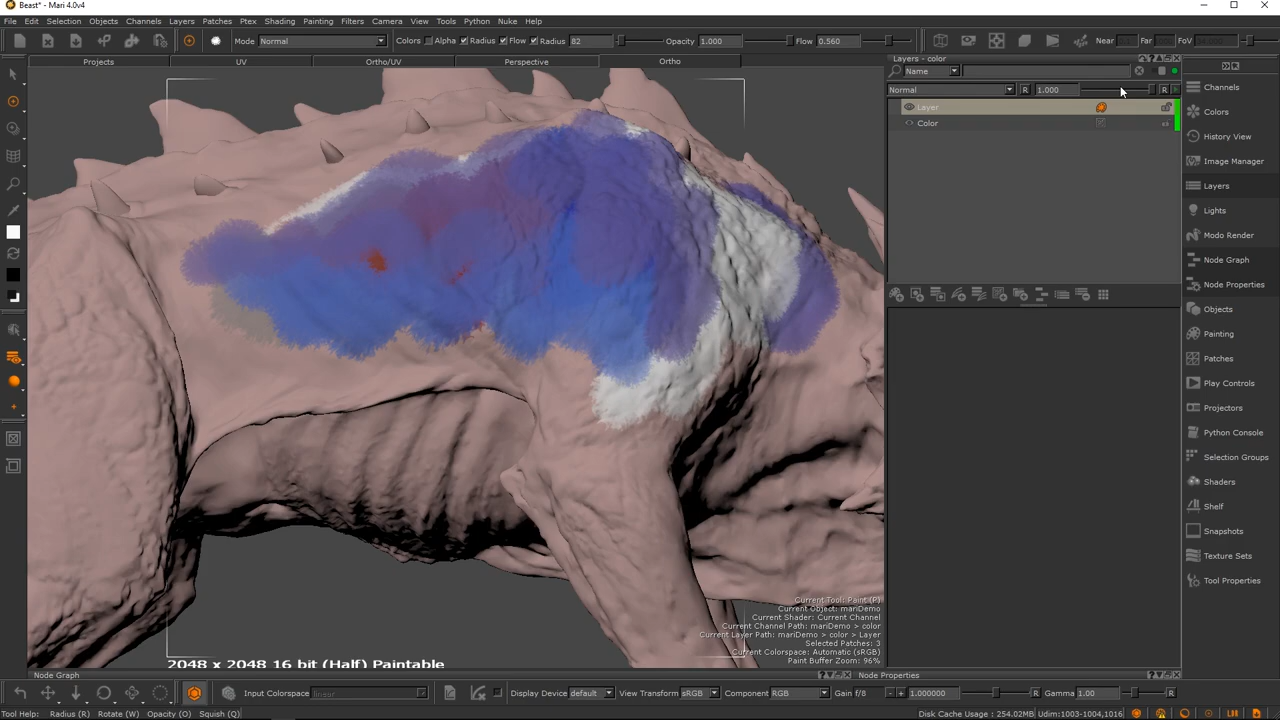 Beast* - Mari 4.0v4
File Edit Selection Objects Channels Layers Patches Ptex Shading Painting Filters Camera View Tools Python Nuke Help
Mode Normal Colors Alpha Radius Flow Radius 82 Opacity 1.000 Flow 0.560 Near Far FoV
Projects UV Ortho/UV Perspective Ortho
Layers - color
Name
Normal R 1.000 R
Layer
Color
Channels
Colors
History View
Image Manager
Layers
Lights
Modo Render
Node Graph
Node Properties
Objects
Painting
Patches
Play Controls
Projectors
Python Console
Selection Groups
Shaders
Shelf
Snapshots
Texture Sets
Tool Properties
Current Tool: Paint (P)
Current Object: mariDemo
Current Shader: Current Channel
Current Channel Path: mariDemo > color
Current Layer Path: mariDemo > color > Layer
Selected Patches: 3
Current Colorspace: Automatic (sRGB)
Paint Buffer Zoom: 96%
2048 x 2048 16 bit (Half) Paintable
Node Graph Node Properties
Input Colorspace linear Display Device default View Transform sRGB Component RGB Gain f/8 - + 1.000000 R Gamma 1.00 R
Tool Help: Radius (R) Rotate (W) Opacity (O) Squish (Q) Disk Cache Usage : 254.02MB Udim:1003-1004,1016